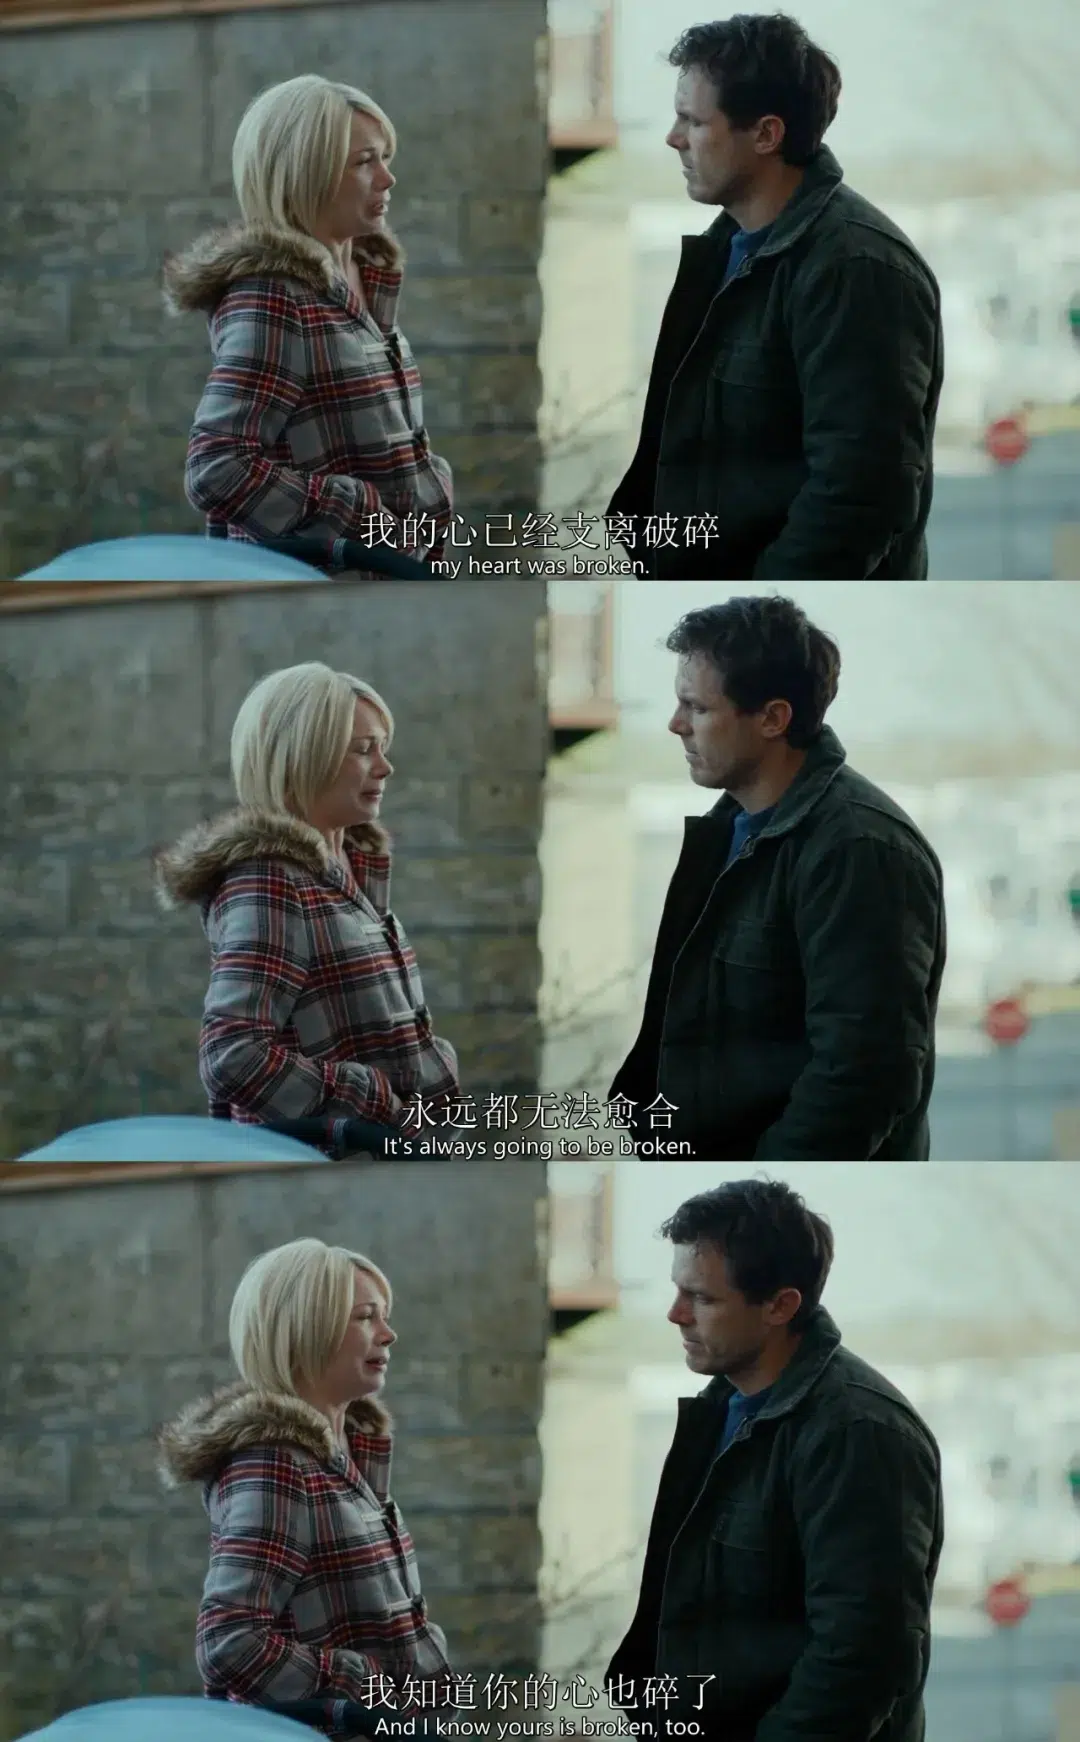 我的心已经支离破碎
my heart was broken.
永远都无法愈合
It's always going to be broken.
我知道你的心也碎了
And I know yours is broken, too.